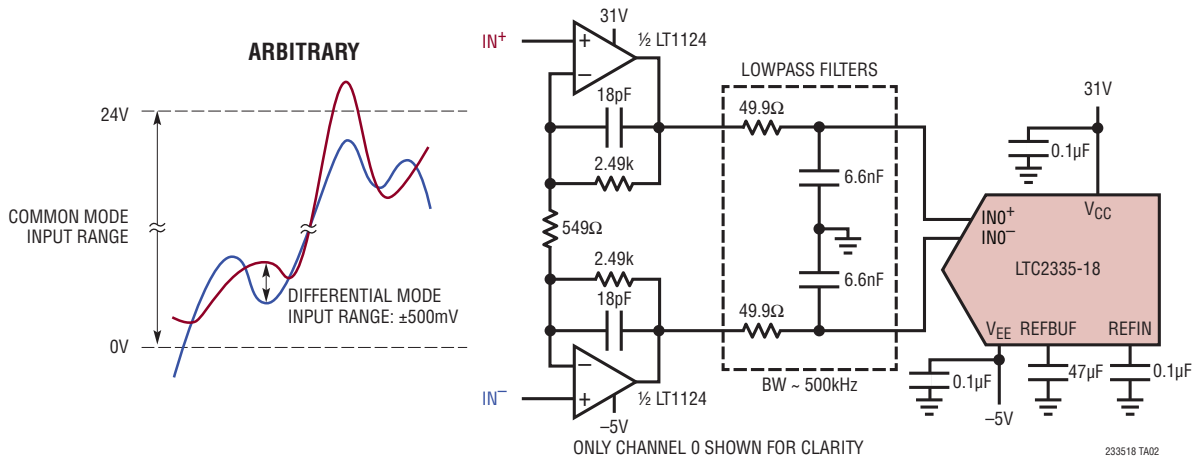 ARBITRARY
24V
COMMON MODE
INPUT RANGE
DIFFERENTIAL MODE
INPUT RANGE: ±500mV
0V
IN+
31V
½ LT1124
+
–
18pF
2.49k
549Ω
2.49k
18pF
–
+
½ LT1124
IN–
–5V
LOWPASS FILTERS
49.9Ω
6.6nF
6.6nF
49.9Ω
BW ~ 500kHz
31V
0.1µF
VCC
IN0+
IN0–
LTC2335-18
VEE
REFBUF
REFIN
0.1µF
47µF
0.1µF
–5V
ONLY CHANNEL 0 SHOWN FOR CLARITY
233518 TA02